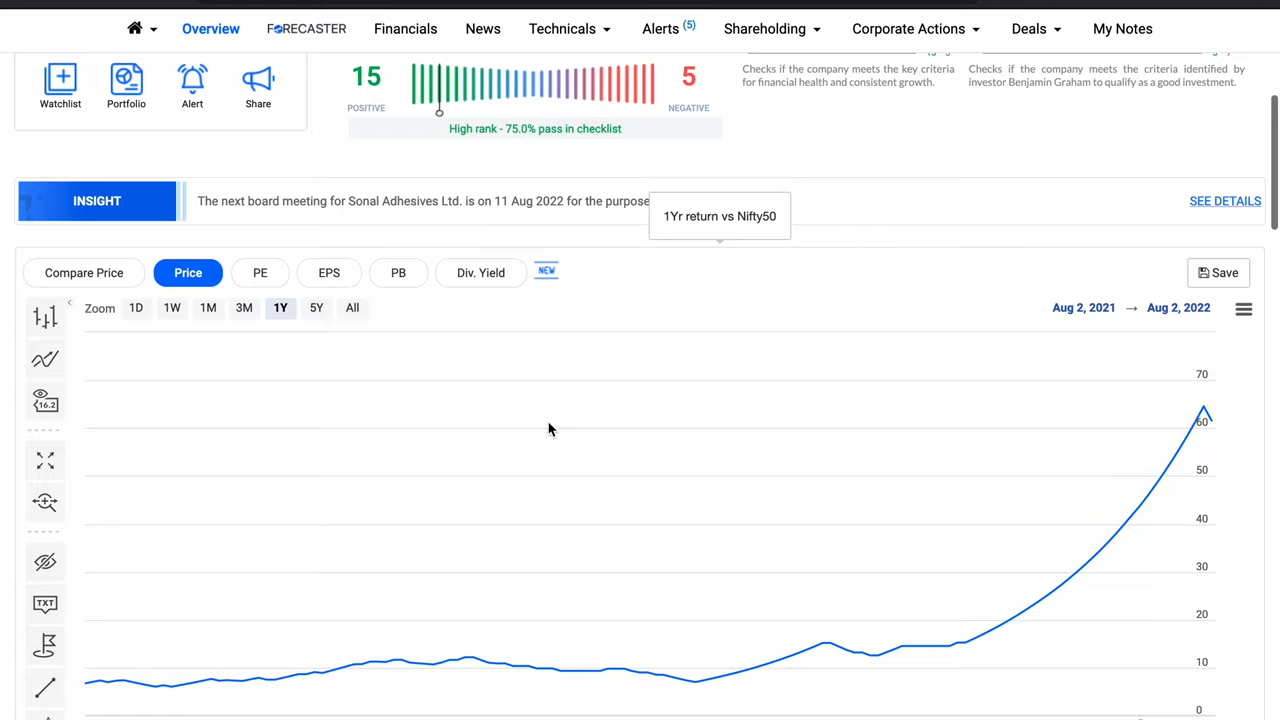 Overview
FORECASTER
Financials
News
Technicals
Alerts (5)
Shareholding
Corporate Actions
Deals
My Notes
Watchlist
Portfolio
Alert
Share
15
POSITIVE
5
NEGATIVE
High rank - 75.0% pass in checklist
Checks if the company meets the key criteria
for financial health and consistent growth.
Checks if the company meets the criteria identified by
investor Benjamin Graham to qualify as a good investment.
INSIGHT
The next board meeting for Sonal Adhesives Ltd. is on 11 Aug 2022 for the purpose
SEE DETAILS
1Yr return vs Nifty50
Compare Price
Price
PE
EPS
PB
Div. Yield
NEW
Save
Zoom
1D
1W
1M
3M
1Y
5Y
All
Aug 2, 2021 → Aug 2, 2022
16.2
TXT
70
60
50
40
30
20
10
0